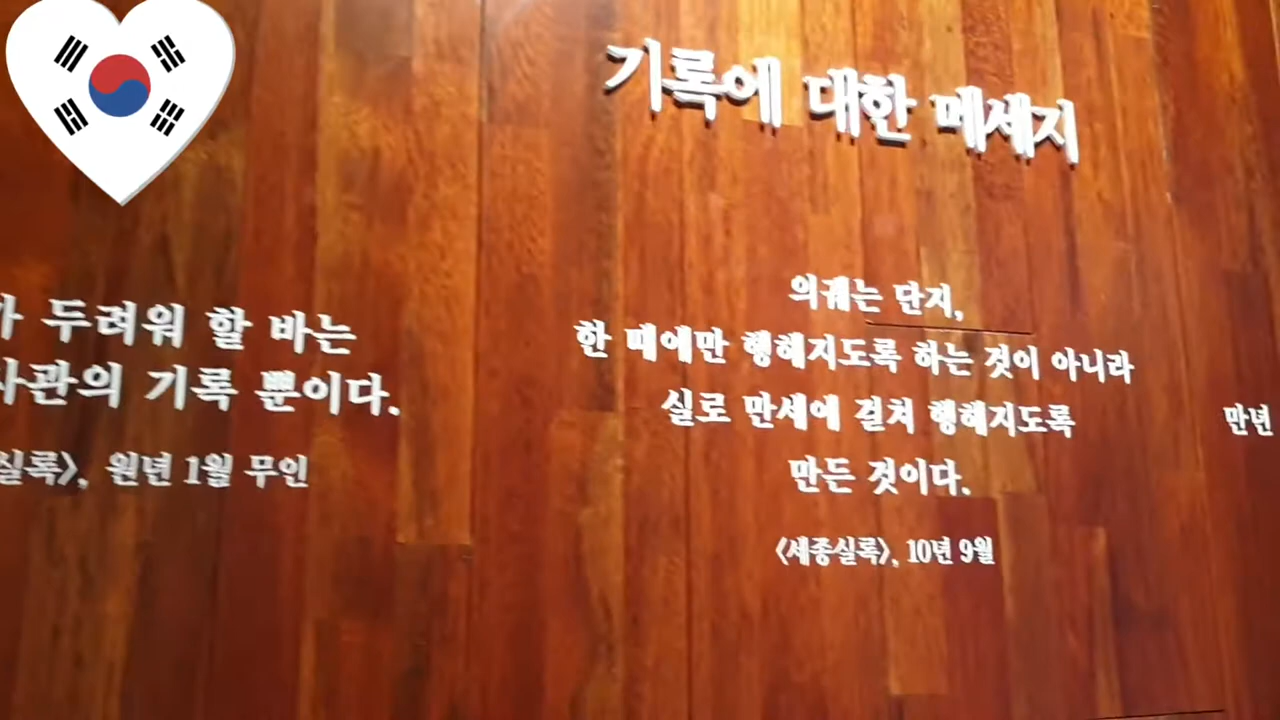 기록에 대한 메세지
두려워 할 바는
사관의 기록 뿐이다.
실록〉, 원년 1월 무인
의궤는 단지,
한 때에만 행해지도록 하는 것이 아니라
실로 만세에 걸쳐 행해지도록
만든 것이다.
〈세종실록〉, 10년 9월
만년